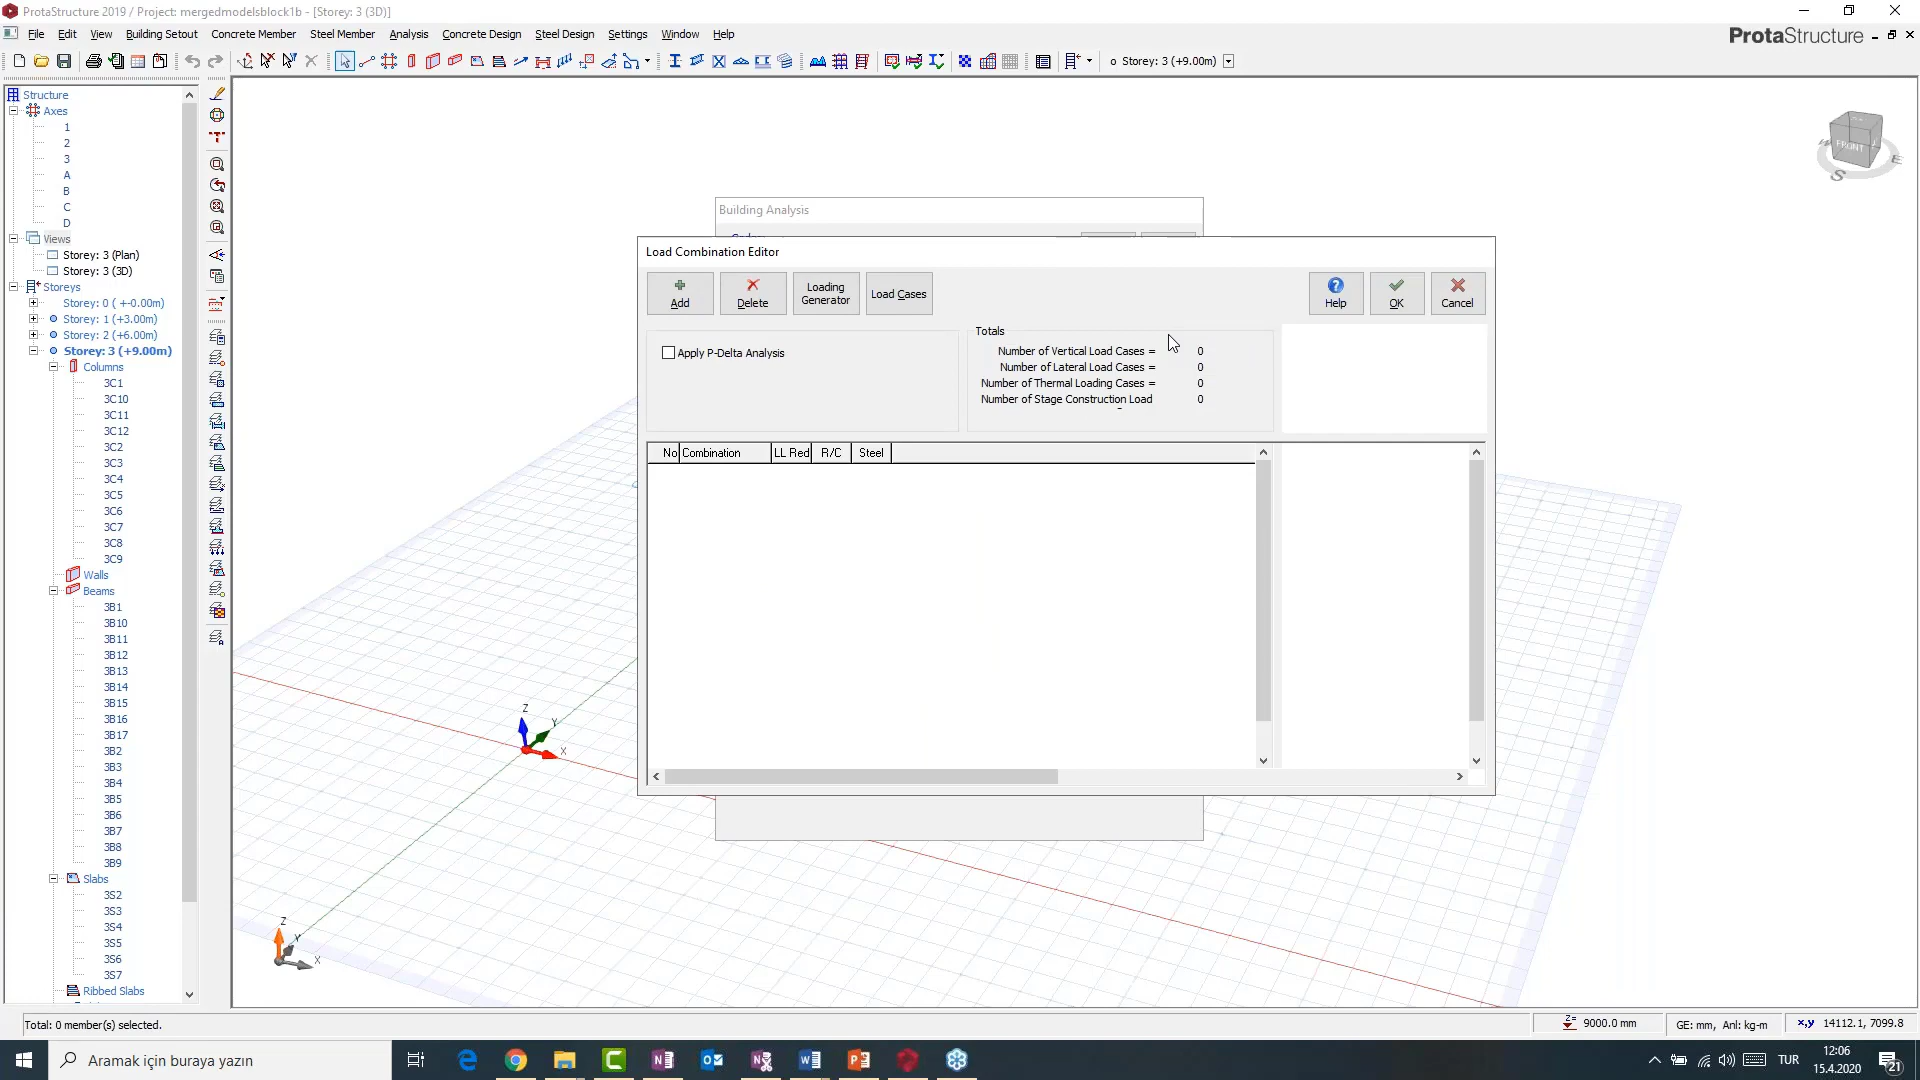 ProtaStructure 2019 / Project: mergedmodelsblock1b - [Storey: 3 (3D)]
File Edit View Building Setout Concrete Member Steel Member Analysis Concrete Design Steel Design Settings Window Help
ProtaStructure
Storey: 3 (+9.00m)
Structure
Axes
1
2
3
A
B
C
D
Views
Storey: 3 (Plan)
Storey: 3 (3D)
Storeys
Storey: 0 ( +-0.00m)
Storey: 1 (+3.00m)
Storey: 2 (+6.00m)
Storey: 3 (+9.00m)
Columns
3C1
3C10
3C11
3C12
3C2
3C3
3C4
3C5
3C6
3C7
3C8
3C9
Walls
Beams
3B1
3B10
3B11
3B12
3B13
3B14
3B15
3B16
3B17
3B2
3B3
3B4
3B5
3B6
3B7
3B8
3B9
Slabs
3S2
3S3
3S4
3S5
3S6
3S7
Ribbed Slabs
FRONT
S
E
Building Analysis
Load Combination Editor
Add
Delete
Loading Generator
Load Cases
Help
OK
Cancel
Apply P-Delta Analysis
Totals
Number of Vertical Load Cases = 0
Number of Lateral Load Cases = 0
Number of Thermal Loading Cases = 0
Number of Stage Construction Load 0
No Combination LL Red R/C Steel
Z
Y
X
Z
Y
X
Total: 0 member(s) selected.
Z= 9000.0 mm
GE: mm, Anl: kg-m
x,y 14112.1, 7099.8
Aramak için buraya yazın
TUR
12:06
15.4.2020
21